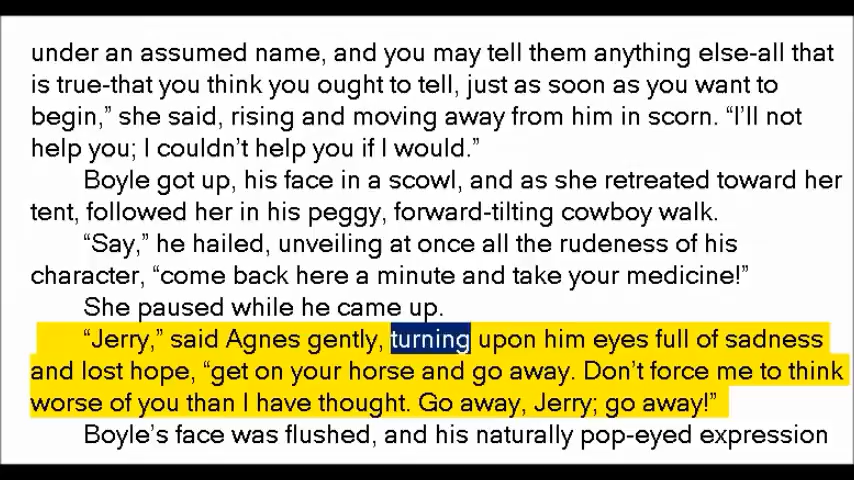 under an assumed name, and you may tell them anything else-all that
is true-that you think you ought to tell, just as soon as you want to
begin,” she said, rising and moving away from him in scorn. “I’ll not
help you; I couldn’t help you if I would.”
Boyle got up, his face in a scowl, and as she retreated toward her
tent, followed her in his peggy, forward-tilting cowboy walk.
“Say,” he hailed, unveiling at once all the rudeness of his
character, “come back here a minute and take your medicine!”
She paused while he came up.
“Jerry,” said Agnes gently, turning upon him eyes full of sadness
and lost hope, “get on your horse and go away. Don’t force me to think
worse of you than I have thought. Go away, Jerry; go away!”
Boyle’s face was flushed, and his naturally pop-eyed expression